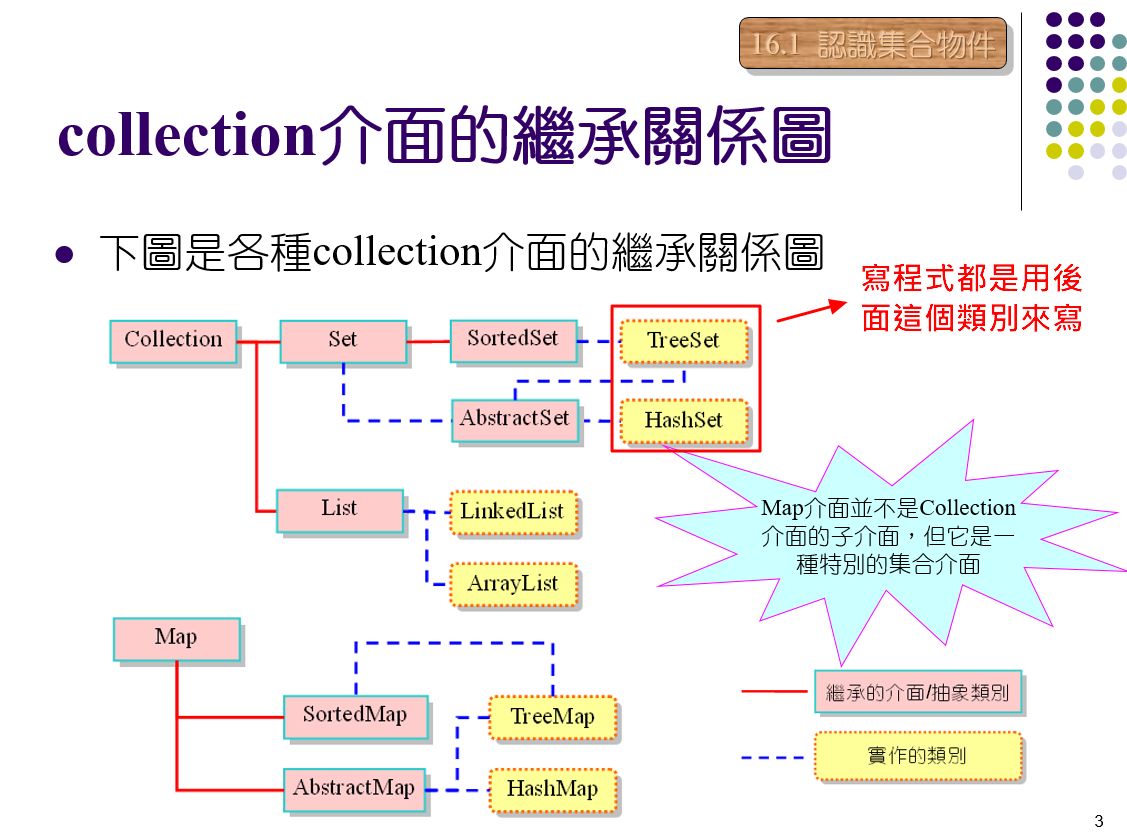 16.1 認識集合物件
collection介面的繼承關係圖
下圖是各種collection介面的繼承關係圖
寫程式都是用後
面這個類別來寫
Collection
Set
SortedSet
TreeSet
AbstractSet
HashSet
List
LinkedList
ArrayList
Map介面並不是Collection
介面的子介面，但它是一
種特別的集合介面
Map
SortedMap
TreeMap
AbstractMap
HashMap
繼承的介面/抽象類別
實作的類別
3